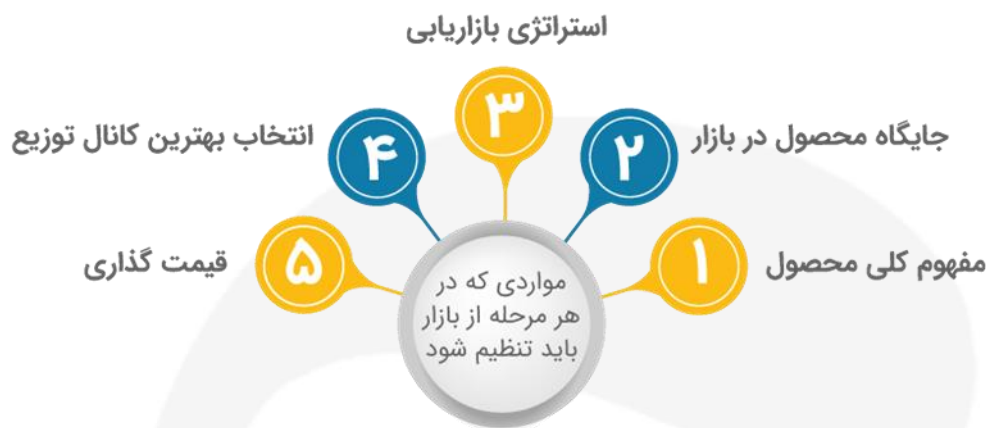 استراتژی بازاریابی
۳
۴
انتخاب بهترین کانال توزیع
۲
جایگاه محصول در بازار
۵
قیمت گذاری
۱
مفهوم کلی محصول
مواردی که در
هر مرحله از بازار
باید تنظیم شود